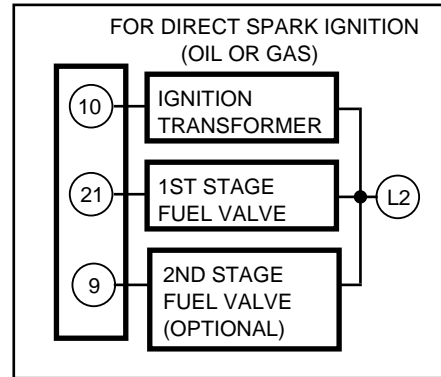 FOR DIRECT SPARK IGNITION
(OIL OR GAS)
10
IGNITION
TRANSFORMER
21
1ST STAGE
FUEL VALVE
L2
9
2ND STAGE
FUEL VALVE
(OPTIONAL)